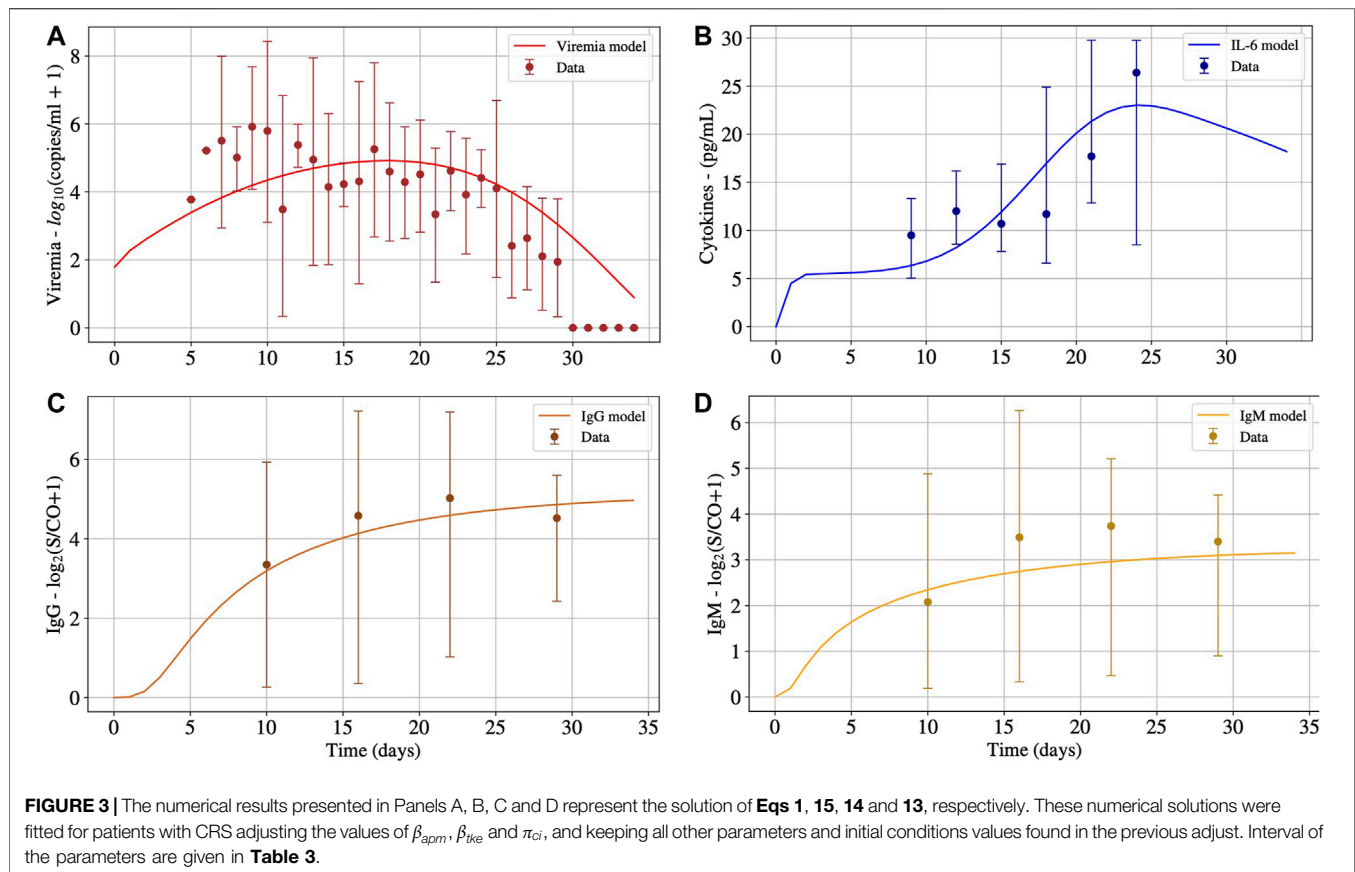 A
Viremia model
Data
Viremia - log10(copies/ml + 1)
8
6
4
2
0
0 5 10 15 20 25 30
B
IL-6 model
Data
Cytokines - (pg/mL)
30
25
20
15
10
5
0
0 5 10 15 20 25 30
C
IgG model
Data
IgG - log2(S/CO+1)
6
4
2
0
0 5 10 15 20 25 30 35
Time (days)
D
IgM model
Data
IgM - log2(S/CO+1)
6
5
4
3
2
1
0
0 5 10 15 20 25 30 35
Time (days)
FIGURE 3 | The numerical results presented in Panels A, B, C and D represent the solution of Eqs 1, 15, 14 and 13, respectively. These numerical solutions were
fitted for patients with CRS adjusting the values of βapm, βtke and πci, and keeping all other parameters and initial conditions values found in the previous adjust. Interval of
the parameters are given in Table 3.